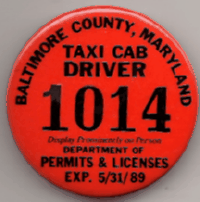 BALTIMORE COUNTY, MARYLAND
TAXI CAB
DRIVER
1014
Display Prominently on Person
DEPARTMENT OF
PERMITS & LICENSES
EXP. 5/31/89